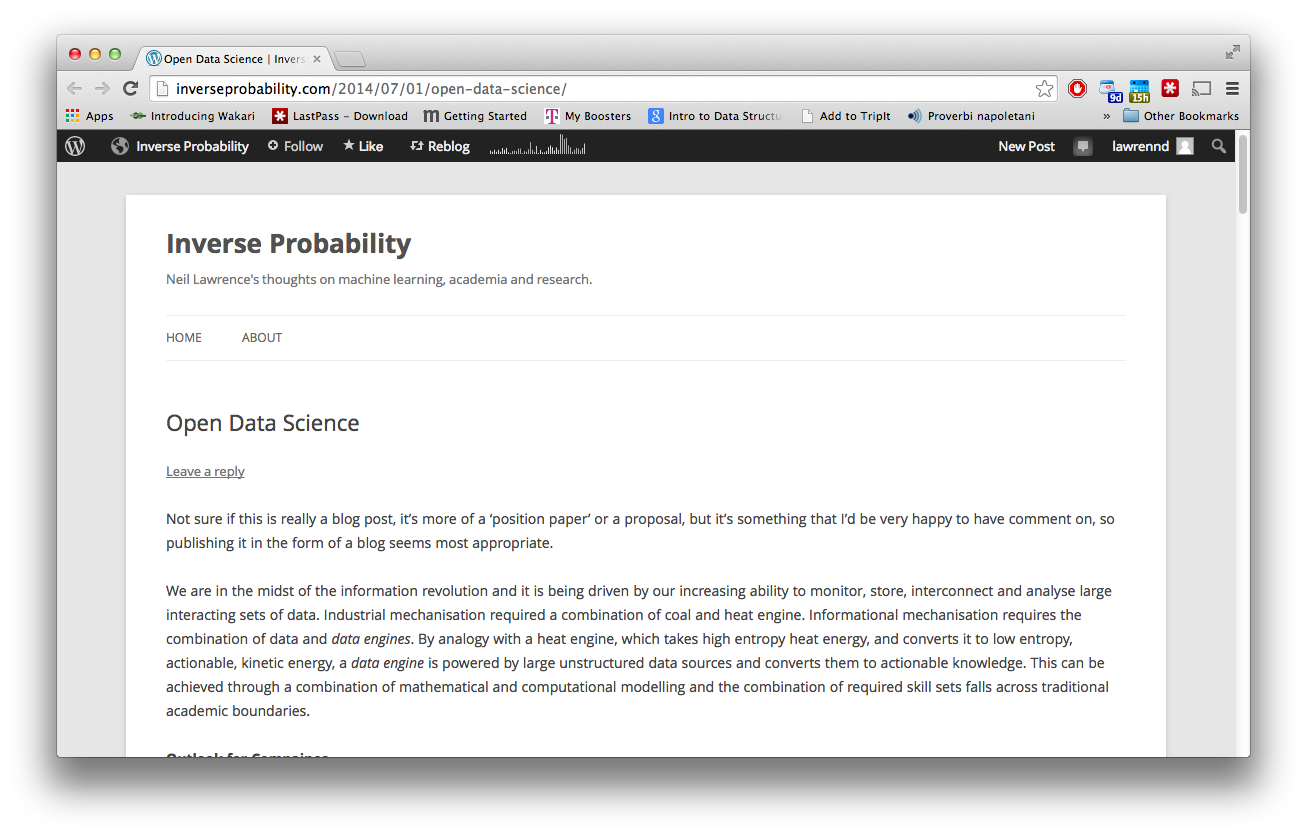 Open Data Science | Invers
inverseprobability.com/2014/07/01/open-data-science/
9d
15h
Apps
Introducing Wakari
LastPass – Download
Getting Started
My Boosters
Intro to Data Structu
Add to TripIt
Proverbi napoletani
»
Other Bookmarks
Inverse Probability
Follow
Like
Reblog
New Post
lawrennd
Inverse Probability
Neil Lawrence's thoughts on machine learning, academia and research.
HOME
ABOUT
Open Data Science
Leave a reply
Not sure if this is really a blog post, it's more of a ‘position paper’ or a proposal, but it's something that I'd be very happy to have comment on, so
publishing it in the form of a blog seems most appropriate.
We are in the midst of the information revolution and it is being driven by our increasing ability to monitor, store, interconnect and analyse large
interacting sets of data. Industrial mechanisation required a combination of coal and heat engine. Informational mechanisation requires the
combination of data and data engines. By analogy with a heat engine, which takes high entropy heat energy, and converts it to low entropy,
actionable, kinetic energy, a data engine is powered by large unstructured data sources and converts them to actionable knowledge. This can be
achieved through a combination of mathematical and computational modelling and the combination of required skill sets falls across traditional
academic boundaries.
Outlook for Compaines